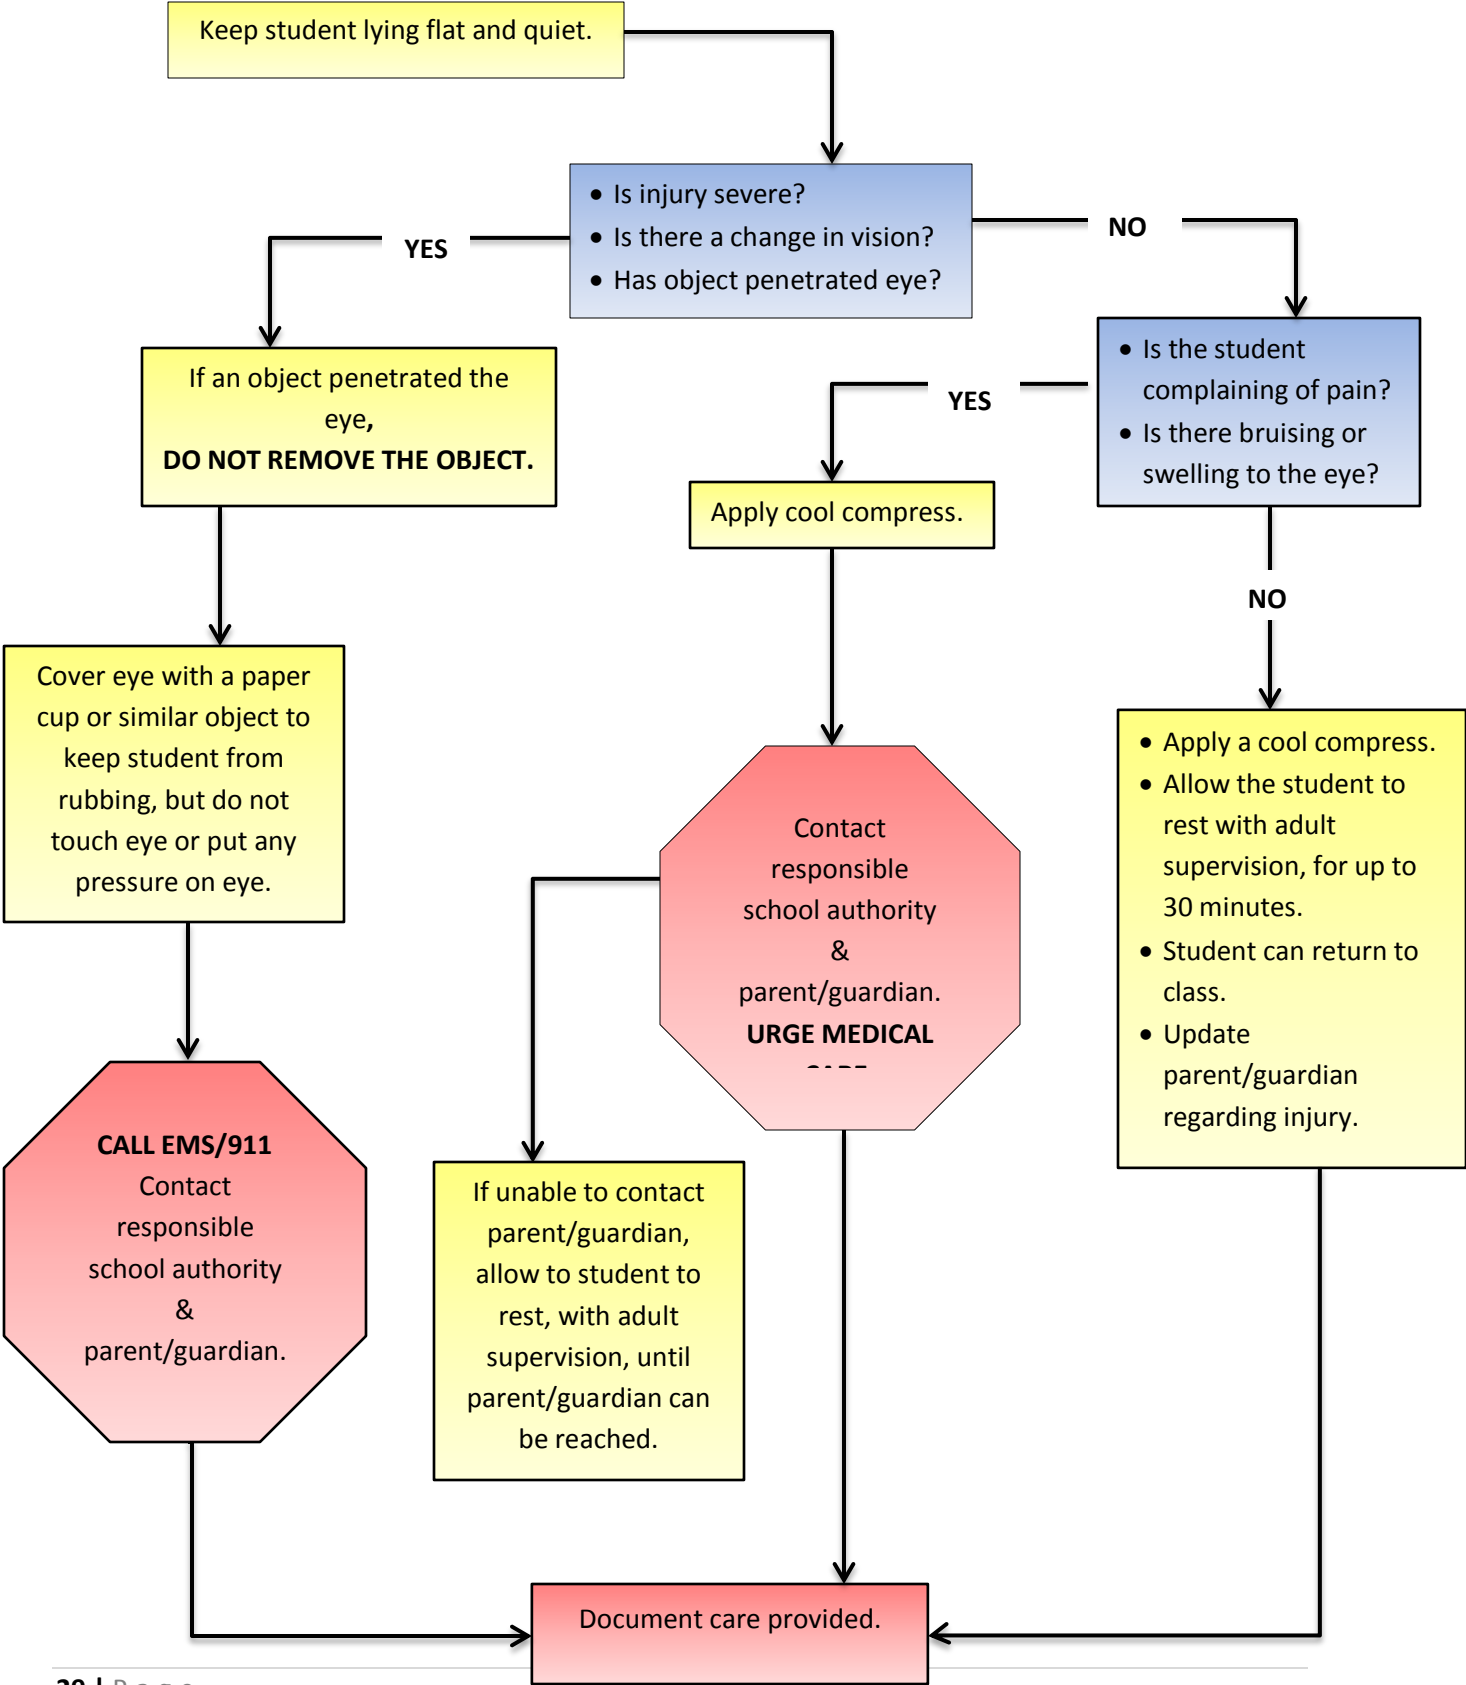 Keep student lying flat and quiet.
• Is injury severe?
• Is there a change in vision?
• Has object penetrated eye?
YES
NO
If an object penetrated the
eye,
DO NOT REMOVE THE OBJECT.
• Is the student
complaining of pain?
• Is there bruising or
swelling to the eye?
YES
Apply cool compress.
NO
Cover eye with a paper
cup or similar object to
keep student from
rubbing, but do not
touch eye or put any
pressure on eye.
Contact
responsible
school authority
&
parent/guardian.
URGE MEDICAL
• Apply a cool compress.
• Allow the student to
rest with adult
supervision, for up to
30 minutes.
• Student can return to
class.
• Update
parent/guardian
regarding injury.
CALL EMS/911
Contact
responsible
school authority
&
parent/guardian.
If unable to contact
parent/guardian,
allow to student to
rest, with adult
supervision, until
parent/guardian can
be reached.
Document care provided.